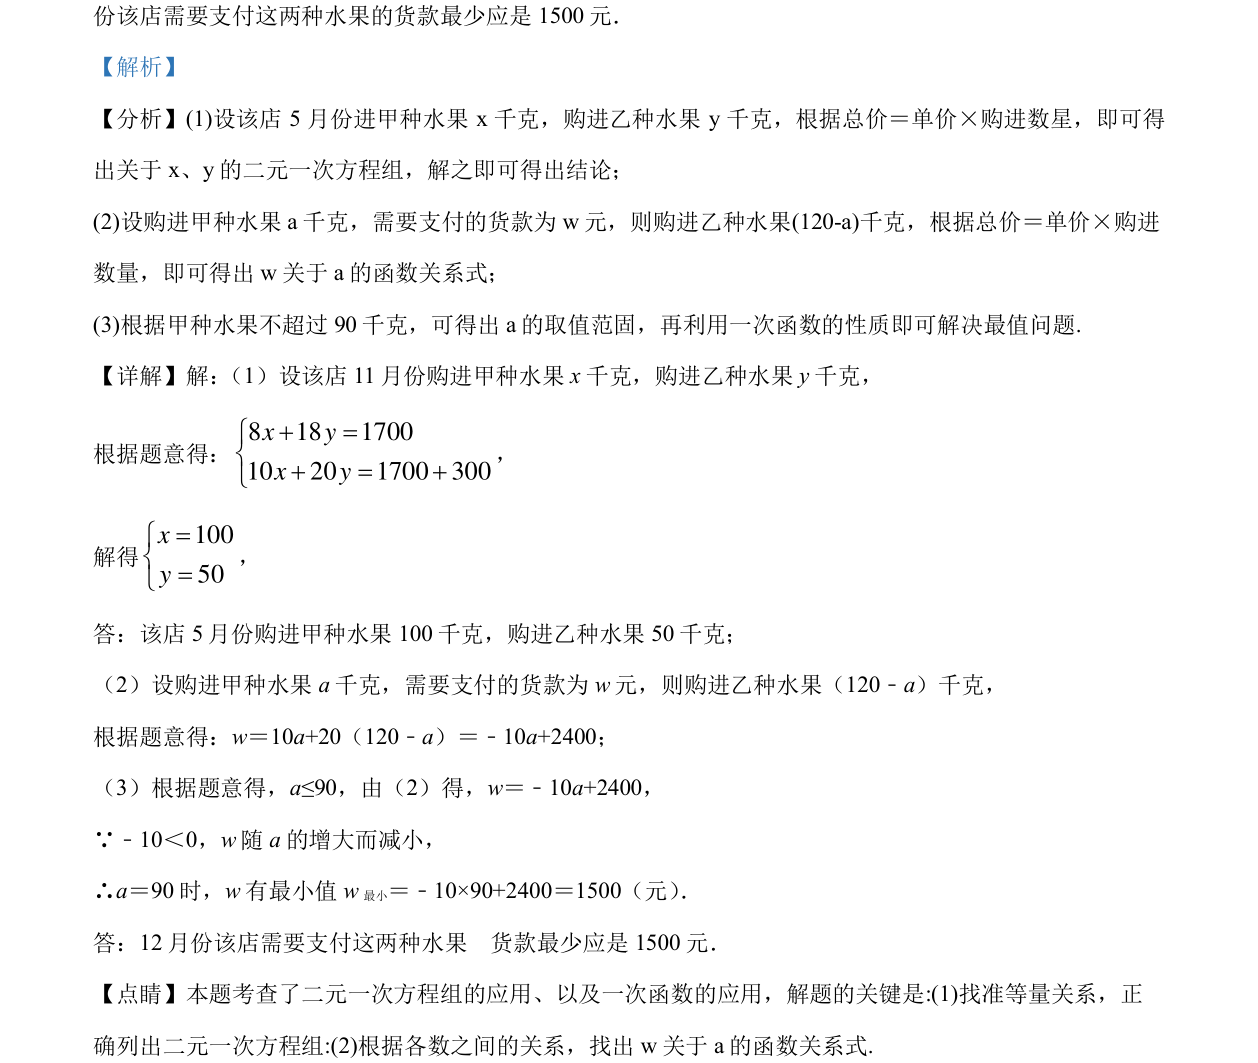 份该店需要支付这两种水果的货款最少应是 1500 元．
【解析】
【分析】(1)设该店 5 月份进甲种水果 x 千克，购进乙种水果 y 千克，根据总价＝单价×购进数星，即可得
出关于 x、y 的二元一次方程组，解之即可得出结论；
(2)设购进甲种水果 a 千克，需要支付的货款为 w 元，则购进乙种水果(120-a)千克，根据总价＝单价×购进
数量，即可得出 w 关于 a 的函数关系式；
(3)根据甲种水果不超过 90 千克，可得出 a 的取值范固，再利用一次函数的性质即可解决最值问题.
【详解】解：（1）设该店 11 月份购进甲种水果 x 千克，购进乙种水果 y 千克，
根据题意得：{8x+18y=1700
10x+20y=1700+300，
解得{x=100
y=50，
答：该店 5 月份购进甲种水果 100 千克，购进乙种水果 50 千克；
（2）设购进甲种水果 a 千克，需要支付的货款为 w 元，则购进乙种水果（120﹣a）千克，
根据题意得：w＝10a+20（120﹣a）＝﹣10a+2400；
（3）根据题意得，a≤90，由（2）得，w＝﹣10a+2400，
∵﹣10＜0，w 随 a 的增大而减小，
∴a＝90 时，w 有最小值 w 最小＝﹣10×90+2400＝1500（元）．
答：12 月份该店需要支付这两种水果　货款最少应是 1500 元．
【点睛】本题考查了二元一次方程组的应用、以及一次函数的应用，解题的关键是:(1)找准等量关系，正
确列出二元一次方程组:(2)根据各数之间的关系，找出 w 关于 a 的函数关系式.